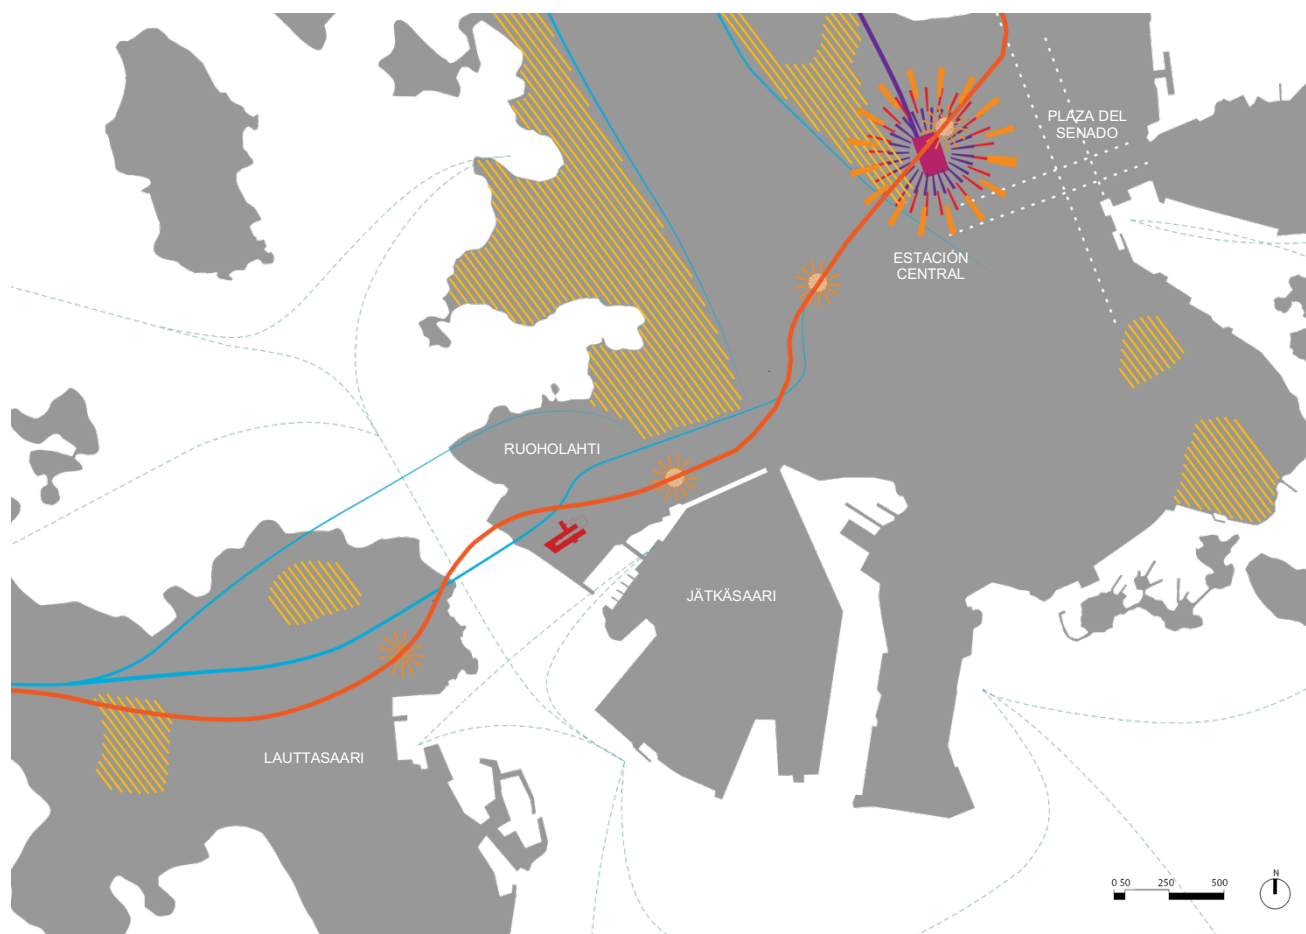 PLAZA DEL
SENADO
ESTACIÓN
CENTRAL
RUOHOLAHTI
JÄTKÄSAARI
LAUTTASAARI
0 50 250 500
N